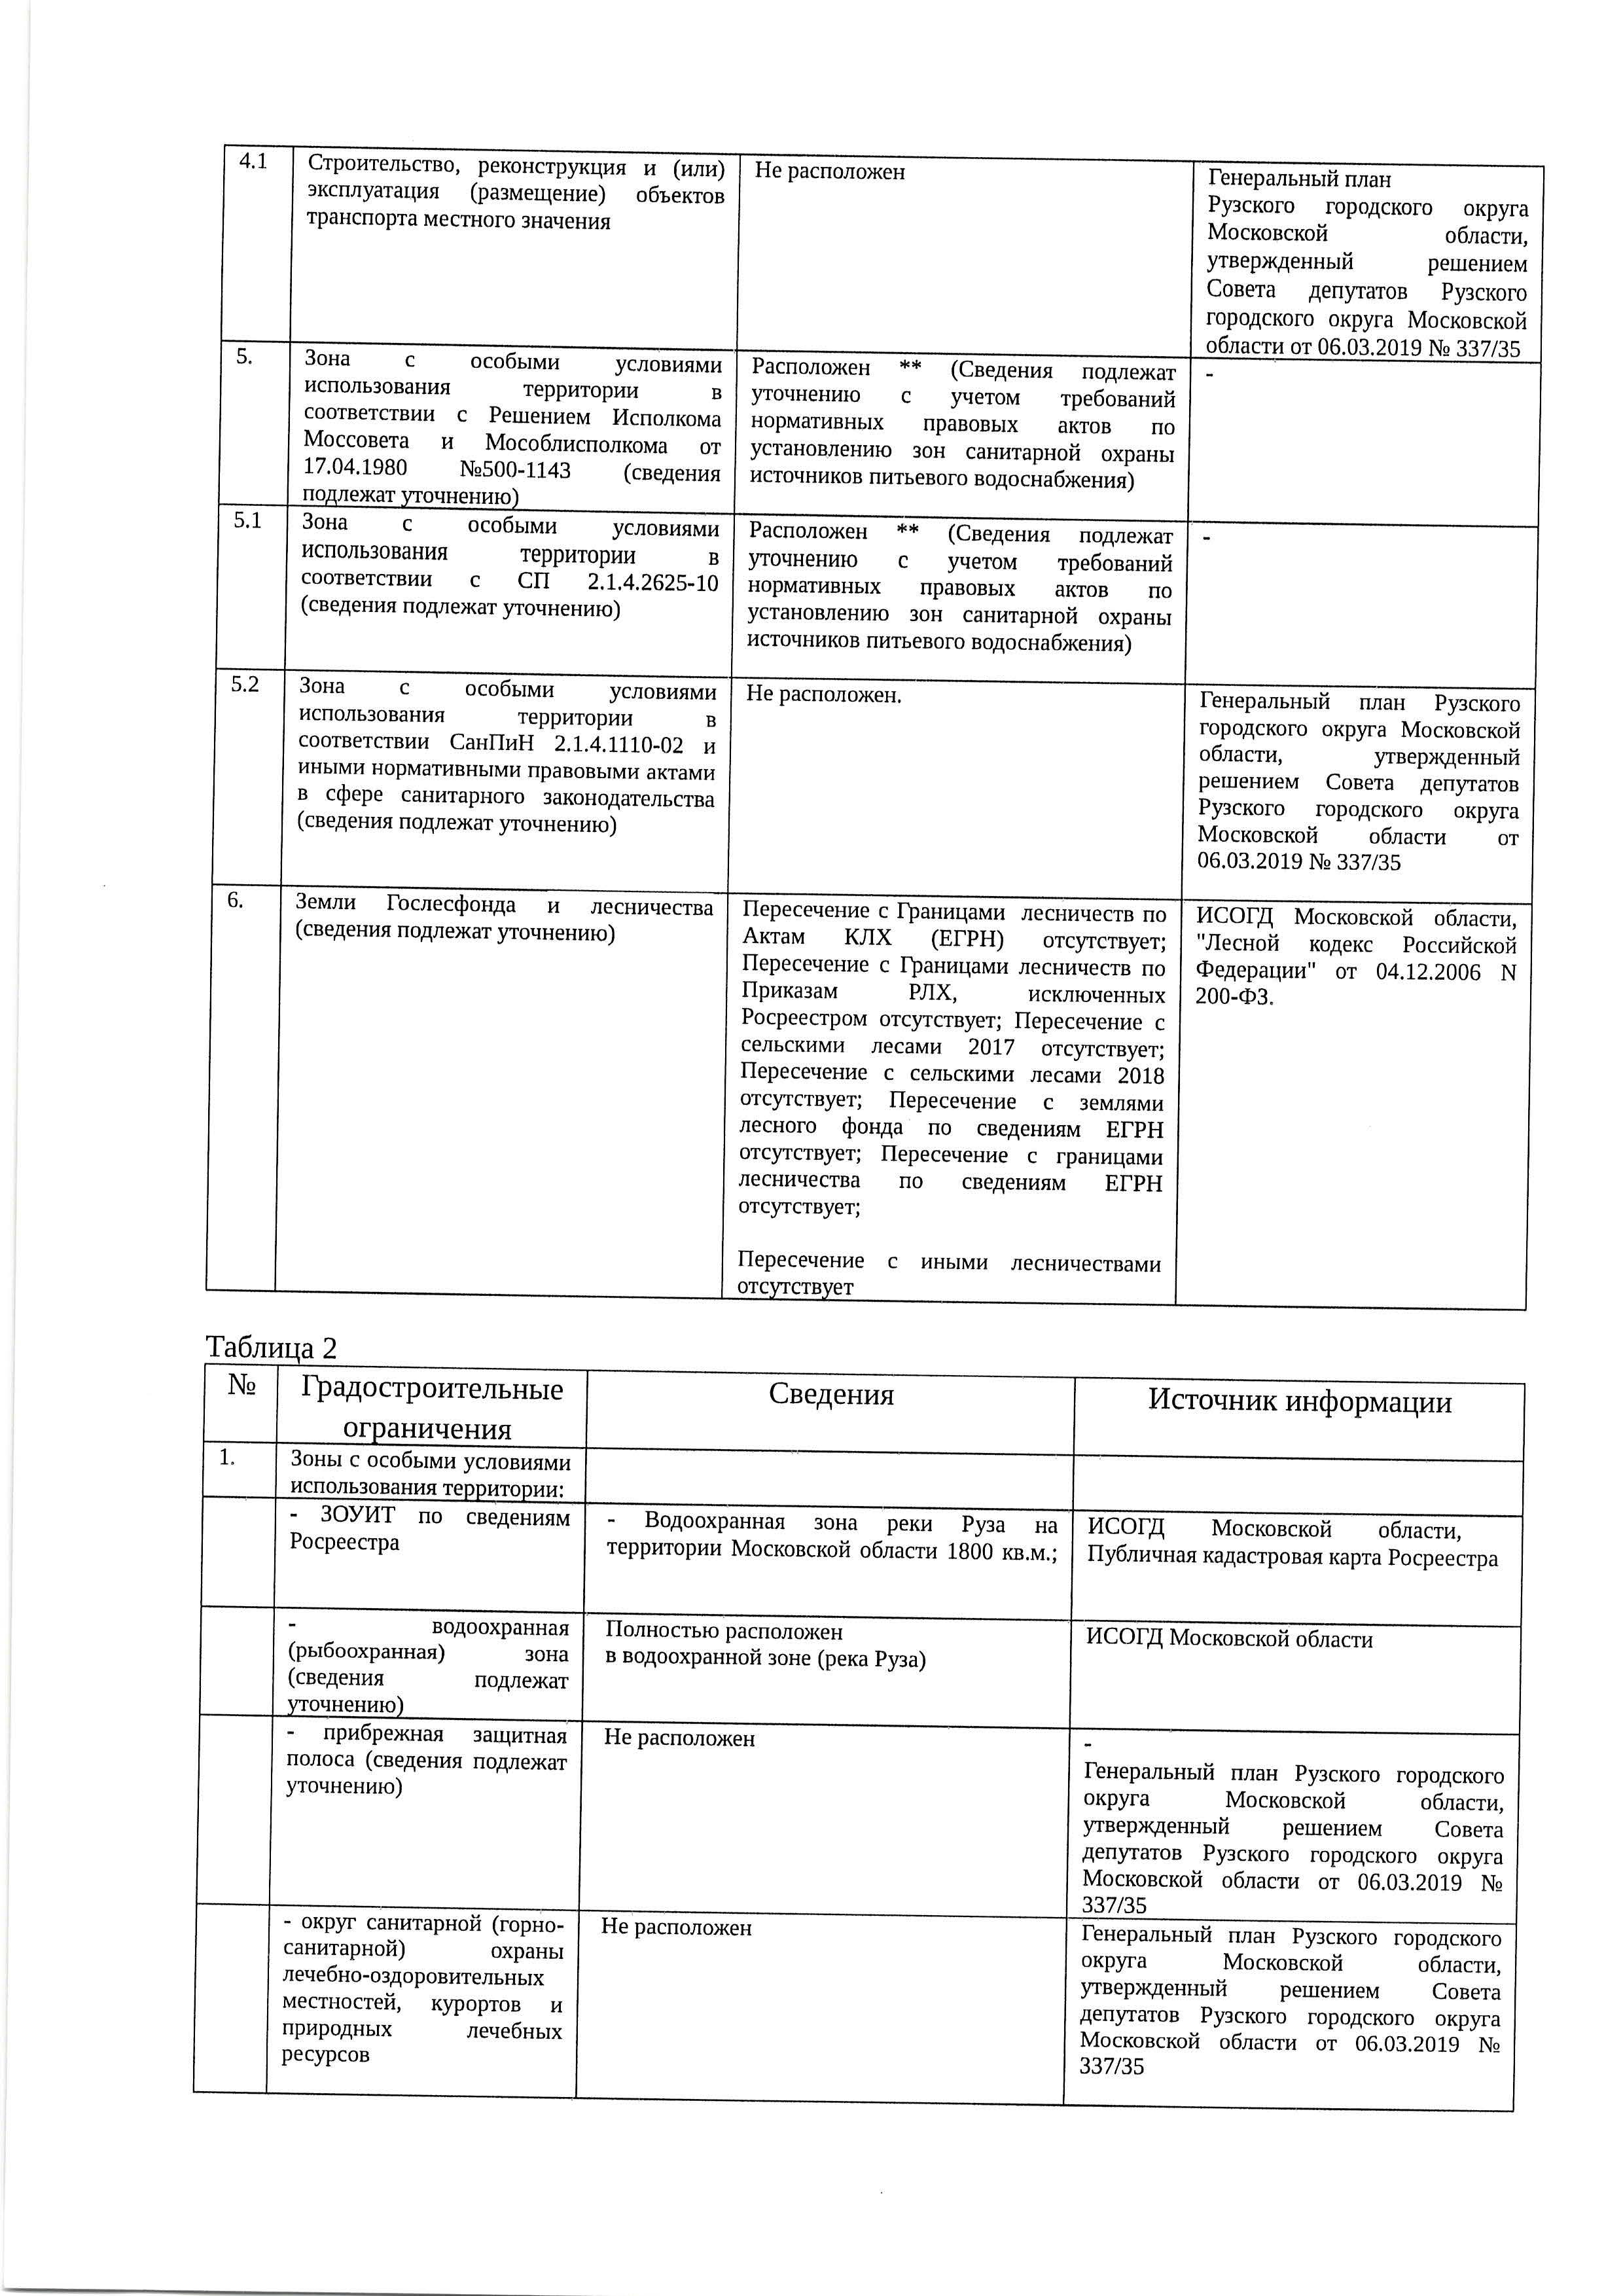 4.1
Строительство, реконструкция и (или)
эксплуатация (размещение) объектов
транспорта местного значения
Не расположен
Генеральный план
Рузского городского округа
Московской области,
утвержденный решением
Совета депутатов Рузского
городского округа Московской
области от 06.03.2019 № 337/35
5.
Зона с особыми условиями
использования территории в
соответствии с Решением Исполкома
Моссовета и Мособлисполкома от
17.04.1980 №500-1143 (сведения
подлежат уточнению)
Расположен ** (Сведения подлежат
уточнению с учетом требований
нормативных правовых актов по
установлению зон санитарной охраны
источников питьевого водоснабжения)
-
5.1
Зона с особыми условиями
использования территории в
соответствии с СП 2.1.4.2625-10
(сведения подлежат уточнению)
Расположен ** (Сведения подлежат
уточнению с учетом требований
нормативных правовых актов по
установлению зон санитарной охраны
источников питьевого водоснабжения)
-
5.2
Зона с особыми условиями
использования территории в
соответствии СанПиН 2.1.4.1110-02 и
иными нормативными правовыми актами
в сфере санитарного законодательства
(сведения подлежат уточнению)
Не расположен.
Генеральный план Рузского
городского округа Московской
области, утвержденный
решением Совета депутатов
Рузского городского округа
Московской области от
06.03.2019 № 337/35
6.
Земли Гослесфонда и лесничества
(сведения подлежат уточнению)
Пересечение с Границами лесничеств по
Актам КЛХ (ЕГРН) отсутствует;
Пересечение с Границами лесничеств по
Приказам РЛХ, исключенных
Росреестром отсутствует; Пересечение с
сельскими лесами 2017 отсутствует;
Пересечение с сельскими лесами 2018
отсутствует; Пересечение с землями
лесного фонда по сведениям ЕГРН
отсутствует; Пересечение с границами
лесничества по сведениям ЕГРН
отсутствует;
Пересечение с иными лесничествами
отсутствует
ИСОГД Московской области,
"Лесной кодекс Российской
Федерации" от 04.12.2006 N
200-ФЗ.
Таблица 2
№
Градостроительные
ограничения
Сведения
Источник информации
1.
Зоны с особыми условиями
использования территории:
- ЗОУИТ по сведениям
Росреестра
- Водоохранная зона реки Руза на
территории Московской области 1800 кв.м.;
ИСОГД Московской области,
Публичная кадастровая карта Росреестра
- водоохранная
(рыбоохранная) зона
(сведения подлежат
уточнению)
Полностью расположен
в водоохранной зоне (река Руза)
ИСОГД Московской области
- прибрежная защитная
полоса (сведения подлежат
уточнению)
Не расположен
-
Генеральный план Рузского городского
округа Московской области,
утвержденный решением Совета
депутатов Рузского городского округа
Московской области от 06.03.2019 №
337/35
- округ санитарной (горно-
санитарной) охраны
лечебно-оздоровительных
местностей, курортов и
природных лечебных
ресурсов
Не расположен
Генеральный план Рузского городского
округа Московской области,
утвержденный решением Совета
депутатов Рузского городского округа
Московской области от 06.03.2019 №
337/35